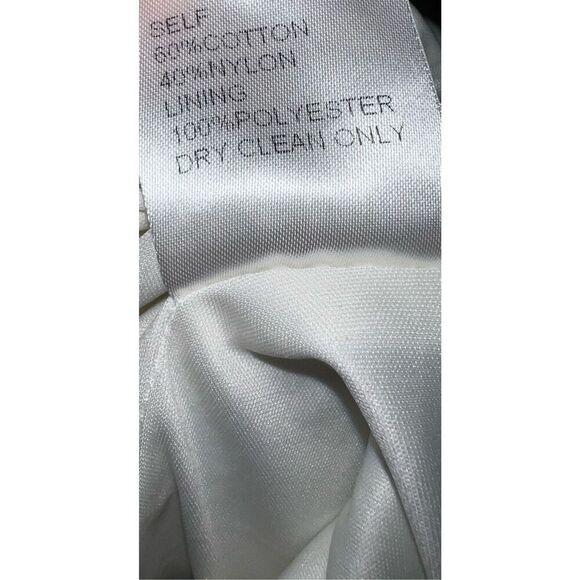 SELF
60%COTTON
40%NYLON
LINING
100%POLYESTER
DRY CLEAN ONLY